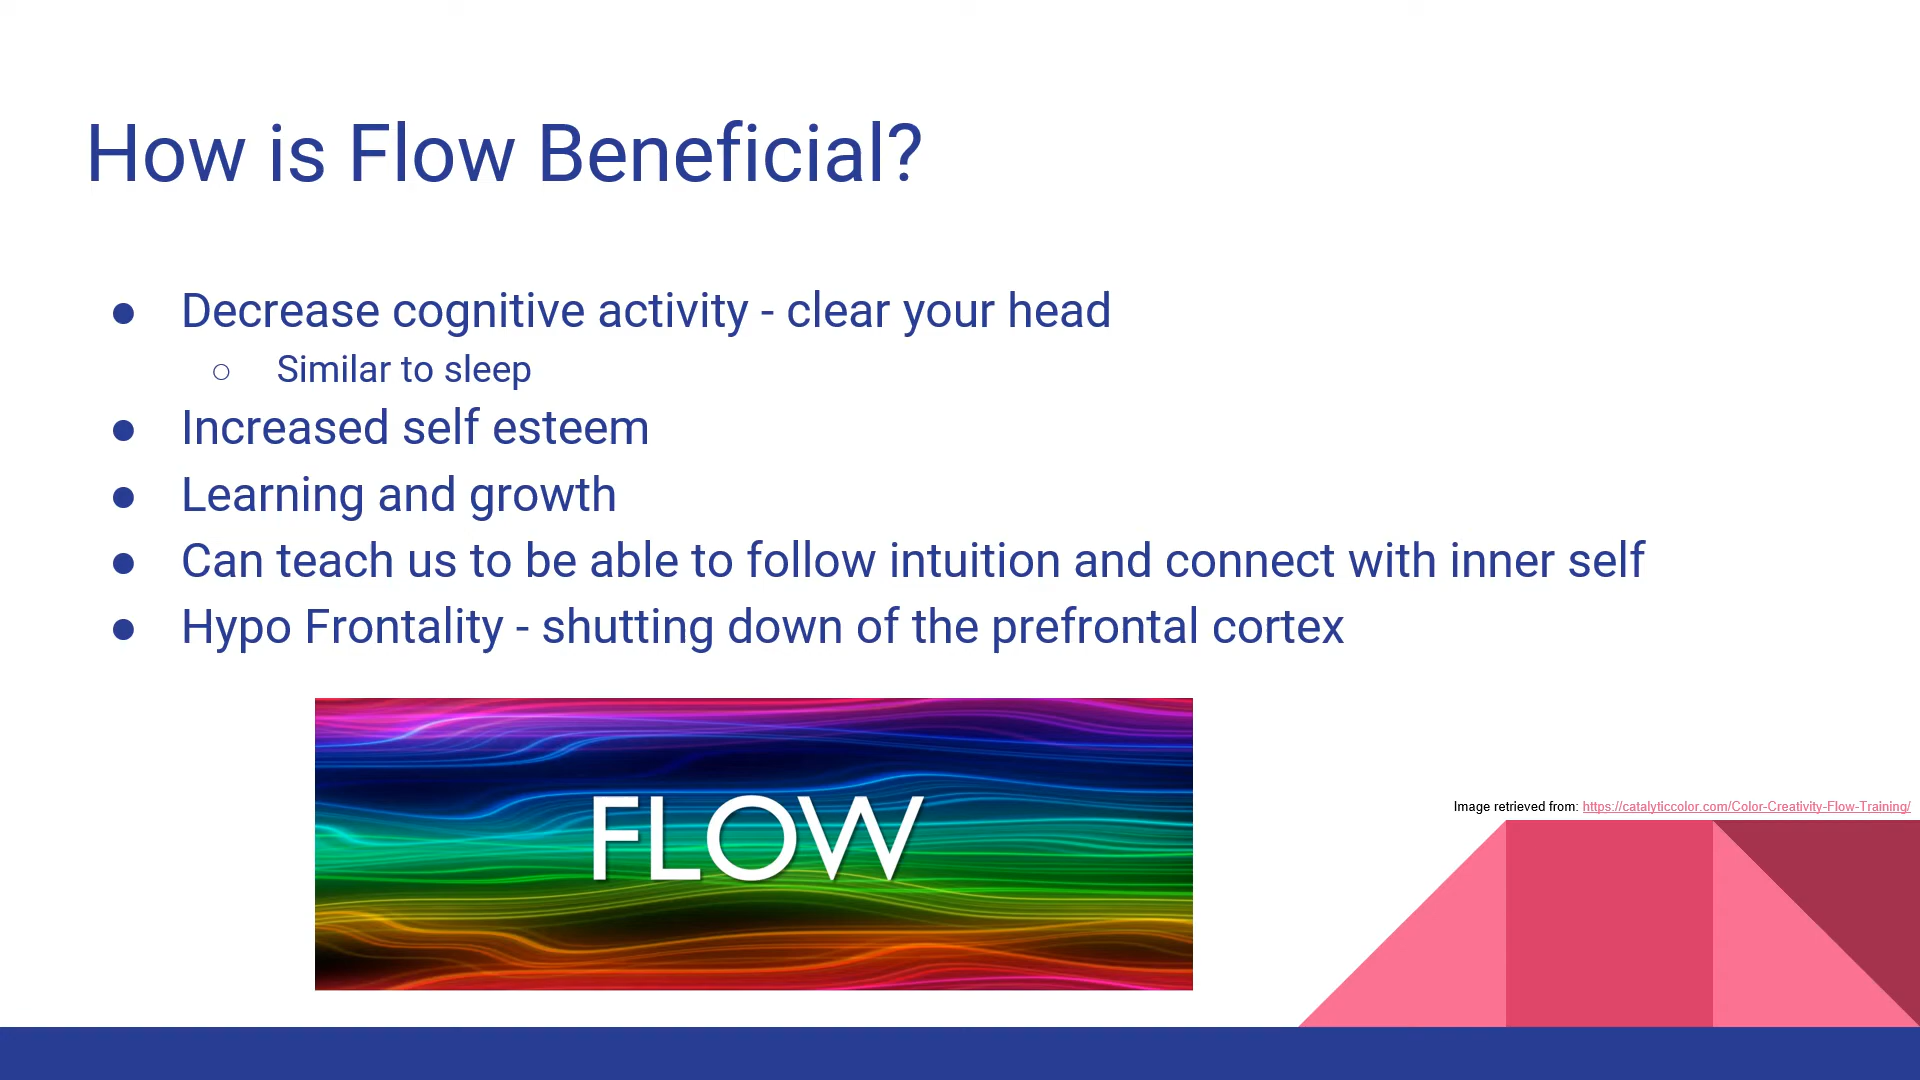 How is Flow Beneficial?
● Decrease cognitive activity - clear your head
○ Similar to sleep
● Increased self esteem
● Learning and growth
● Can teach us to be able to follow intuition and connect with inner self
● Hypo Frontality - shutting down of the prefrontal cortex
FLOW
Image retrieved from: https://catalyticcolor.com/Color-Creativity-Flow-Training/